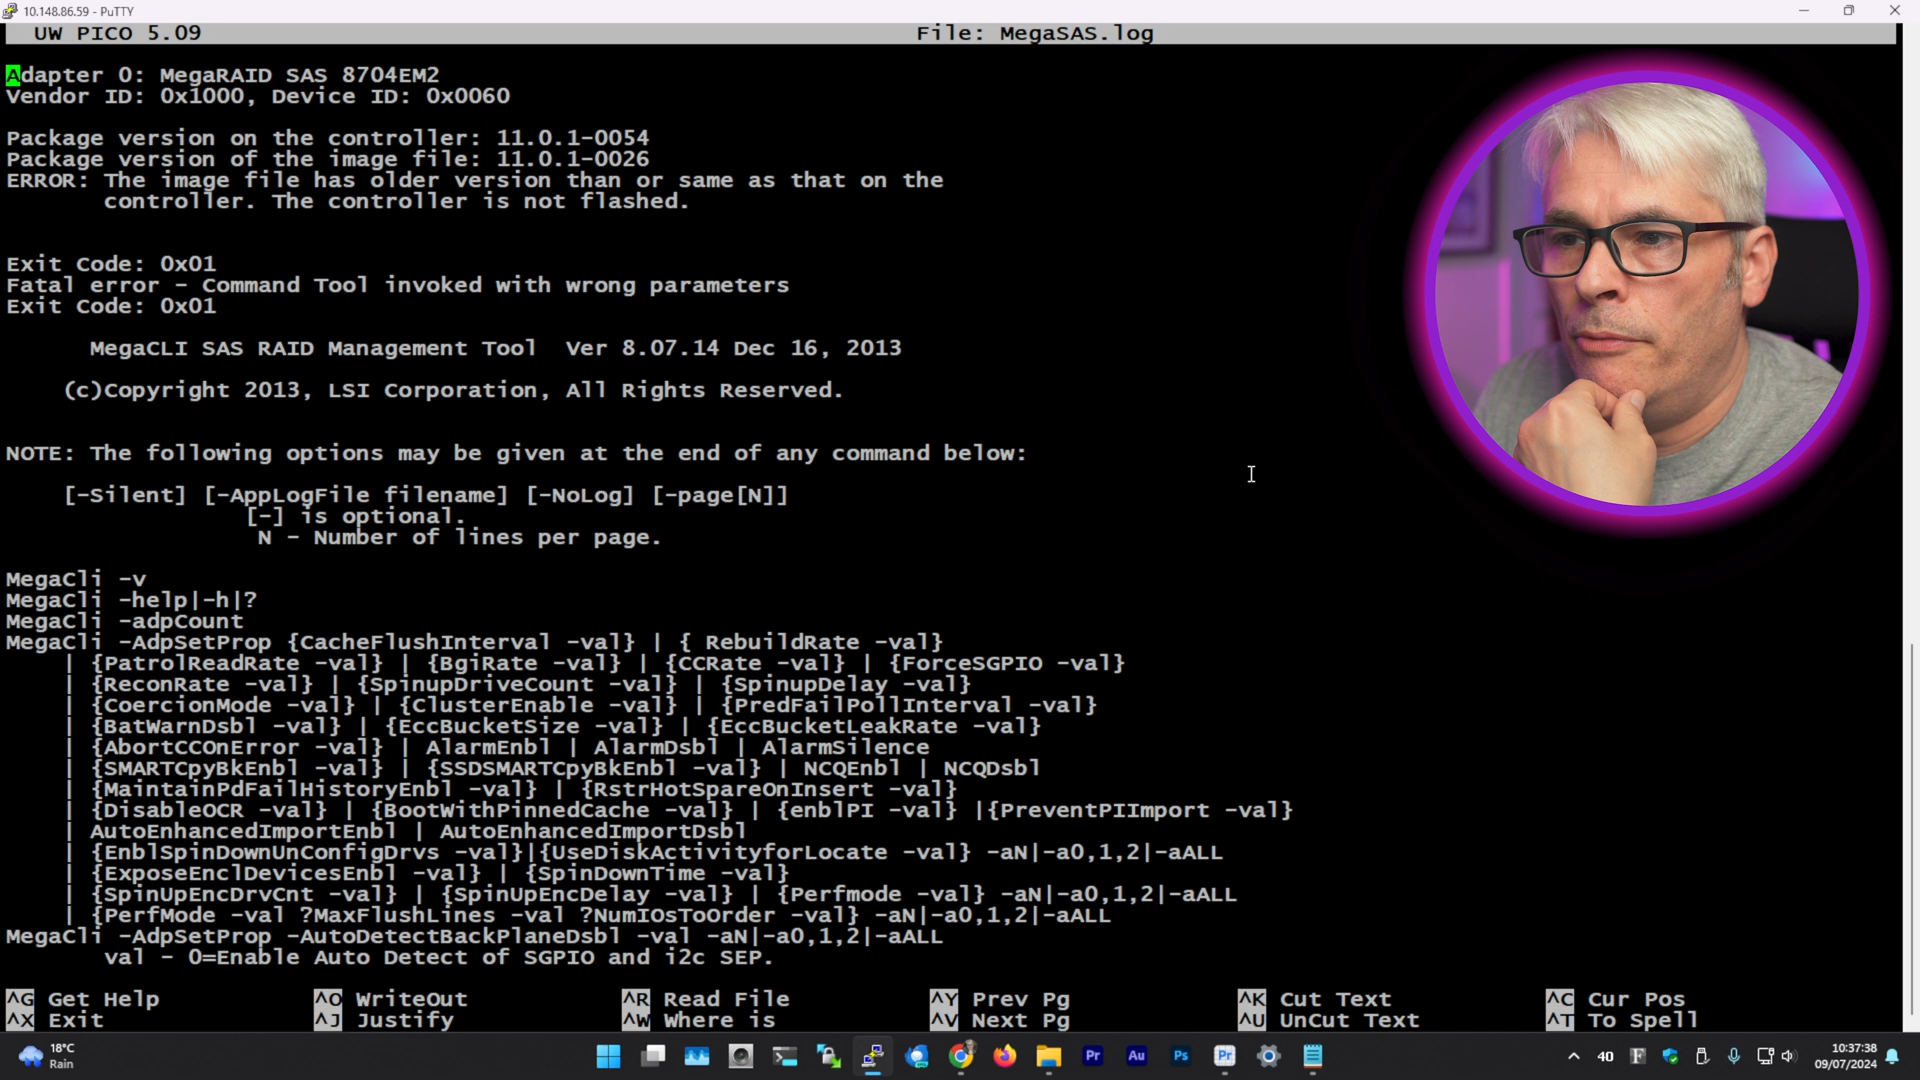 10.148.86.59 - PuTTY
UW PICO 5.09 File: MegaSAS.log
Adapter 0: MegaRAID SAS 8704EM2
Vendor ID: 0x1000, Device ID: 0x0060
Package version on the controller: 11.0.1-0054
Package version of the image file: 11.0.1-0026
ERROR: The image file has older version than or same as that on the
controller. The controller is not flashed.
Exit Code: 0x01
Fatal error - Command Tool invoked with wrong parameters
Exit Code: 0x01
MegaCLI SAS RAID Management Tool  Ver 8.07.14 Dec 16, 2013
(c)Copyright 2013, LSI Corporation, All Rights Reserved.
NOTE: The following options may be given at the end of any command below:
[-Silent] [-AppLogFile filename] [-NoLog] [-page[N]]
[-] is optional.
N - Number of lines per page.
MegaCli -v
MegaCli -help|-h|?
MegaCli -adpCount
MegaCli -AdpSetProp {CacheFlushInterval -val} | { RebuildRate -val}
| {PatrolReadRate -val} | {BgiRate -val} | {CCRate -val} | {ForceSGPIO -val}
| {ReconRate -val} | {SpinupDriveCount -val} | {SpinupDelay -val}
| {CoercionMode -val} | {ClusterEnable -val} | {PredFailPollInterval -val}
| {BatWarnDsbl -val} | {EccBucketSize -val} | {EccBucketLeakRate -val}
| {AbortCCOnError -val} | AlarmEnbl | AlarmDsbl | AlarmSilence
| {SMARTCpyBkEnbl -val} | {SSDSMARTCpyBkEnbl -val} | NCQEnbl | NCQDsbl
| {MaintainPdFailHistoryEnbl -val} | {RstrHotSpareOnInsert -val}
| {DisableOCR -val} | {BootWithPinnedCache -val} | {enblPI -val} |{PreventPIImport -val}
| AutoEnhancedImportEnbl | AutoEnhancedImportDsbl
| {EnblSpinDownUnConfigDrvs -val}|{UseDiskActivityforLocate -val} -aN|-a0,1,2|-aALL
| {ExposeEnclDevicesEnbl -val} | {SpinDownTime -val}
| {SpinUpEncDrvCnt -val} | {SpinUpEncDelay -val} | {Perfmode -val} -aN|-a0,1,2|-aALL
| {PerfMode -val ?MaxFlushLines -val ?NumIOsToOrder -val} -aN|-a0,1,2|-aALL
MegaCli -AdpSetProp -AutoDetectBackPlaneDsbl -val -aN|-a0,1,2|-aALL
val - 0=Enable Auto Detect of SGPIO and i2c SEP.
^G Get Help ^O WriteOut ^R Read File ^Y Prev Pg ^K Cut Text ^C Cur Pos
^X Exit ^J Justify ^W Where is ^V Next Pg ^U UnCut Text ^T To Spell
18°C
Rain
Pr Au Ps Pr
40 F
10:37:38
09/07/2024